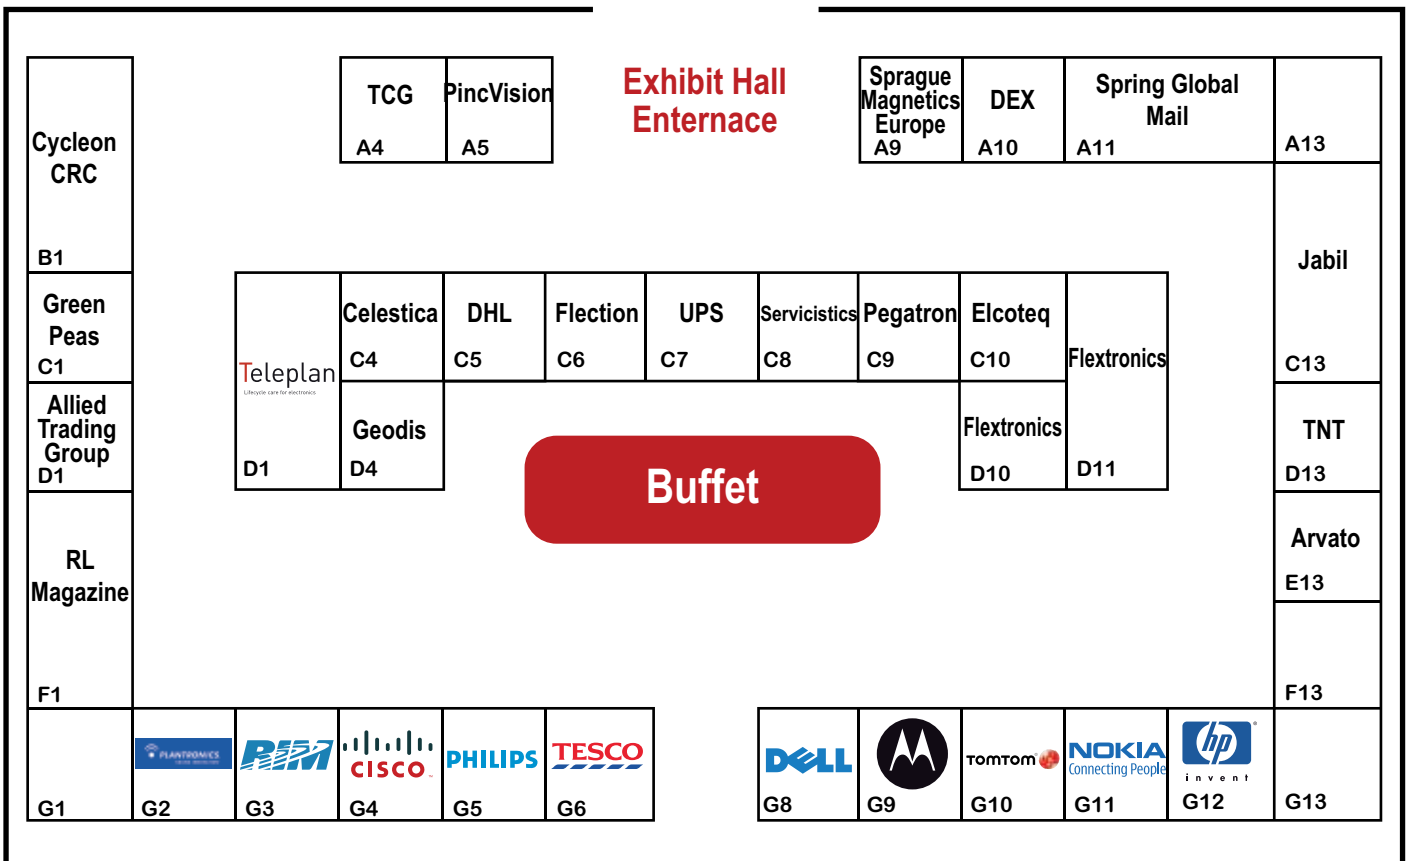 Exhibit Hall
Enternace
Cycleon
CRC
B1
TCG
A4
PincVision
A5
Sprague
Magnetics
Europe
A9
DEX
A10
Spring Global
Mail
A11
A13
Green
Peas
C1
Allied
Trading
Group
D1
RL
Magazine
F1
Teleplan
Lifecycle care for electronics
D1
Celestica
C4
DHL
C5
Flection
C6
UPS
C7
Servicistics
C8
Pegatron
C9
Elcoteq
C10
Flextronics
D11
Geodis
D4
Flextronics
D10
Buffet
Jabil
C13
TNT
D13
Arvato
E13
F13
G1
PLANTRONICS
G2
RIM
G3
CISCO
G4
PHILIPS
G5
TESCO
G6
DELL
G8
G9
TOMTOM
G10
NOKIA
Connecting People
G11
hp
invent
G12
G13